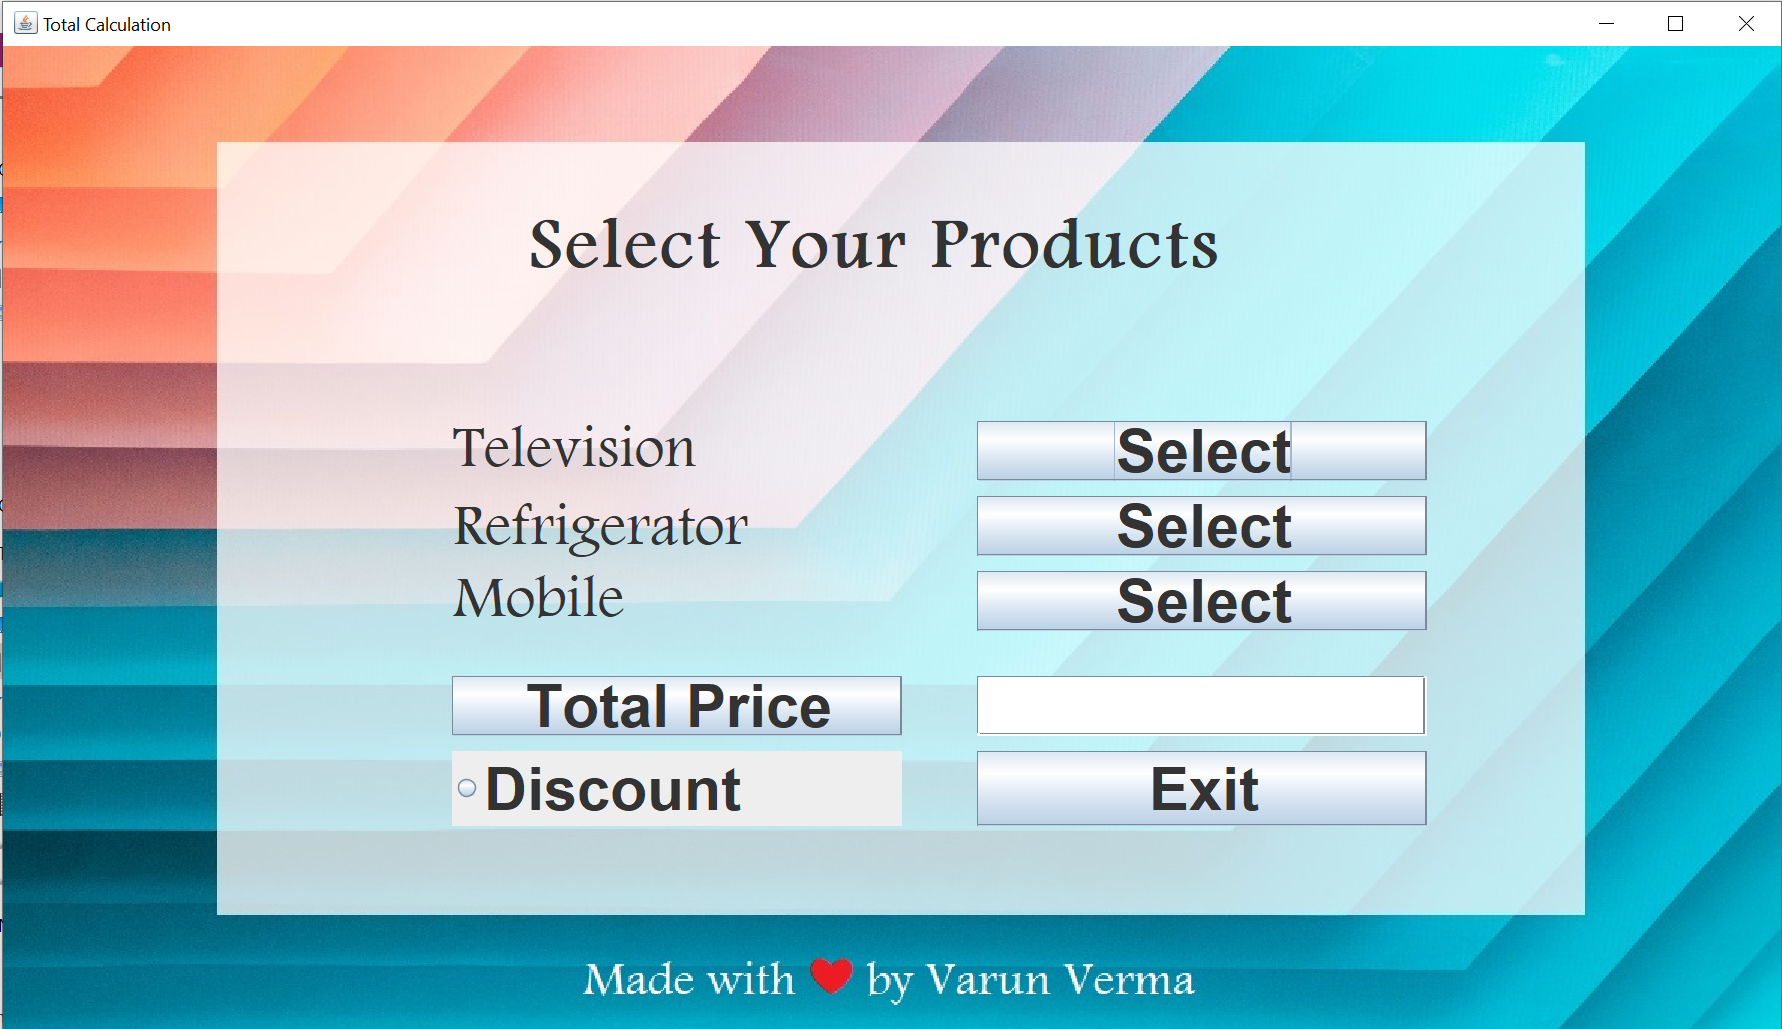 Total Calculation
Select Your Products
Television Select
Refrigerator Select
Mobile Select
Total Price
Discount Exit
Made with ❤ by Varun Verma